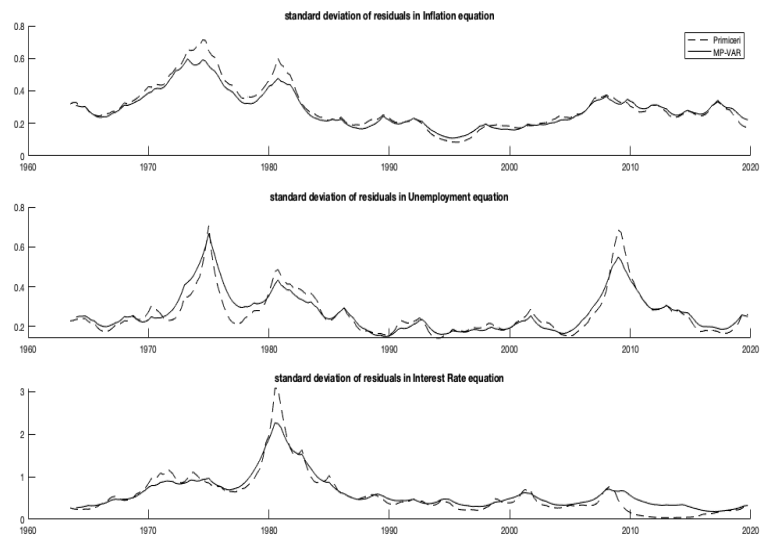 standard deviation of residuals in Inflation equation
0.8
0.6
0.4
0.2
0
1960 1970 1980 1990 2000 2010 2020
Primiceri
MP-VAR
standard deviation of residuals in Unemployment equation
0.8
0.6
0.4
0.2
1960 1970 1980 1990 2000 2010 2020
standard deviation of residuals in Interest Rate equation
3
2
1
0
1960 1970 1980 1990 2000 2010 2020